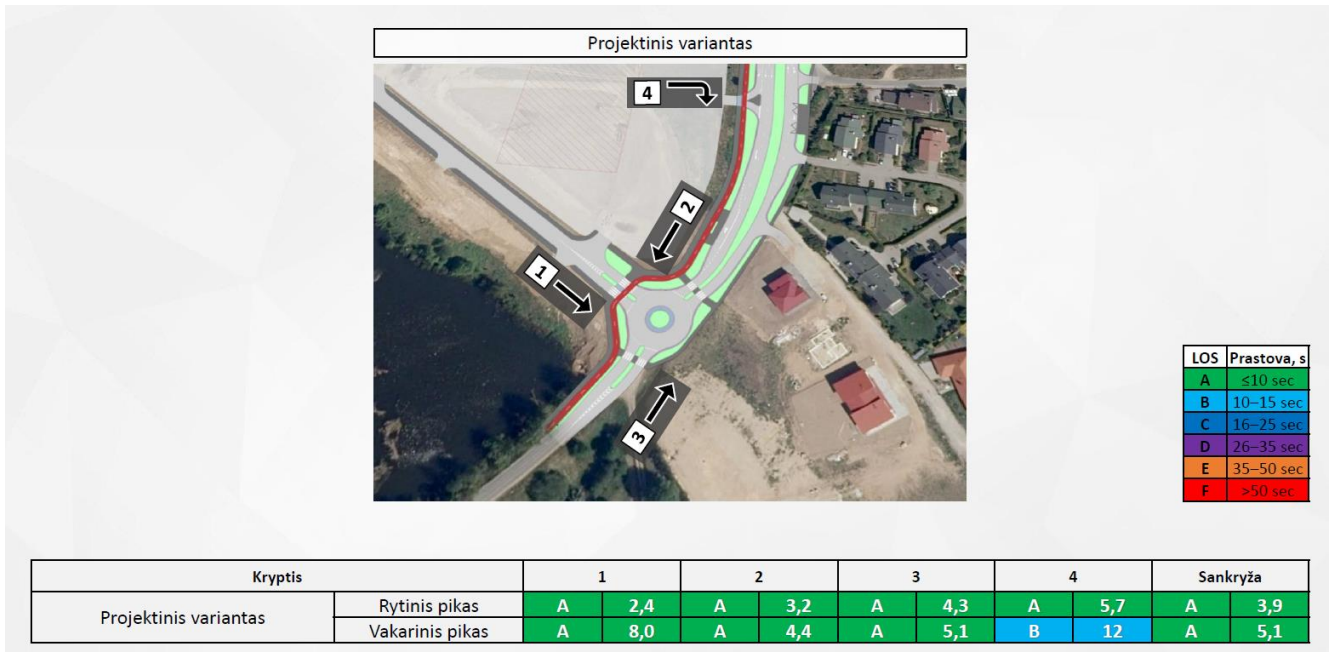 Projektinis variantas
4
2
1
3
LOS Prastova, s
A ≤10 sec
B 10–15 sec
C 16–25 sec
D 26–35 sec
E 35–50 sec
F >50 sec
Kryptis 1 2 3 4 Sankryža
Projektinis variantas Rytinis pikas A 2,4 A 3,2 A 4,3 A 5,7 A 3,9
Vakarinis pikas A 8,0 A 4,4 A 5,1 B 12 A 5,1